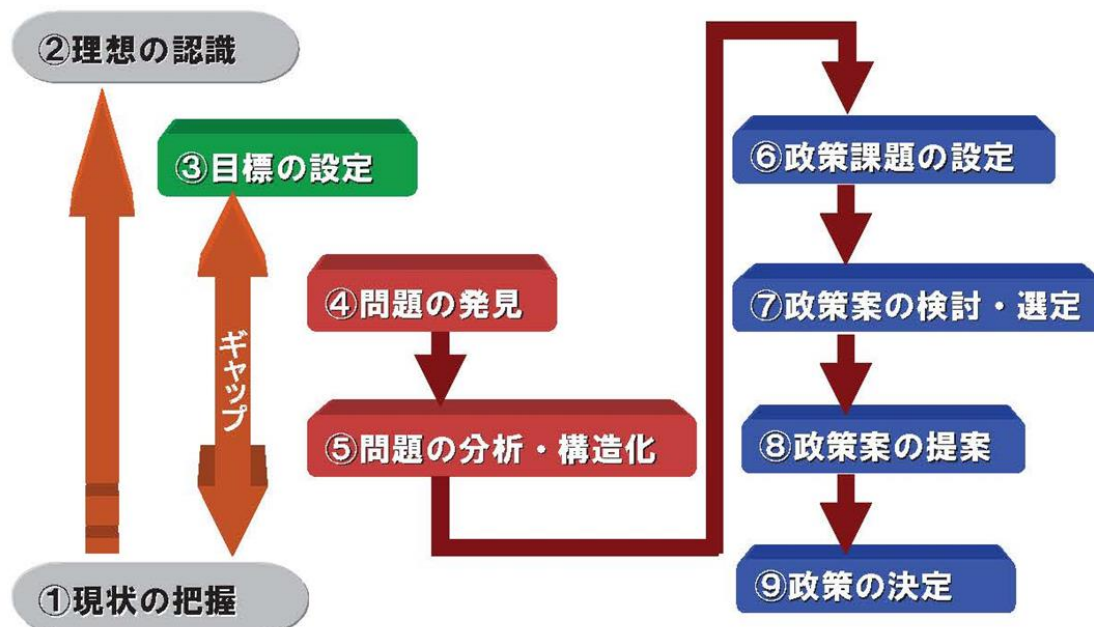 ②理想の認識
③目標の設定
ギャップ
①現状の把握
④問題の発見
⑤問題の分析・構造化
⑥政策課題の設定
⑦政策案の検討・選定
⑧政策案の提案
⑨政策の決定